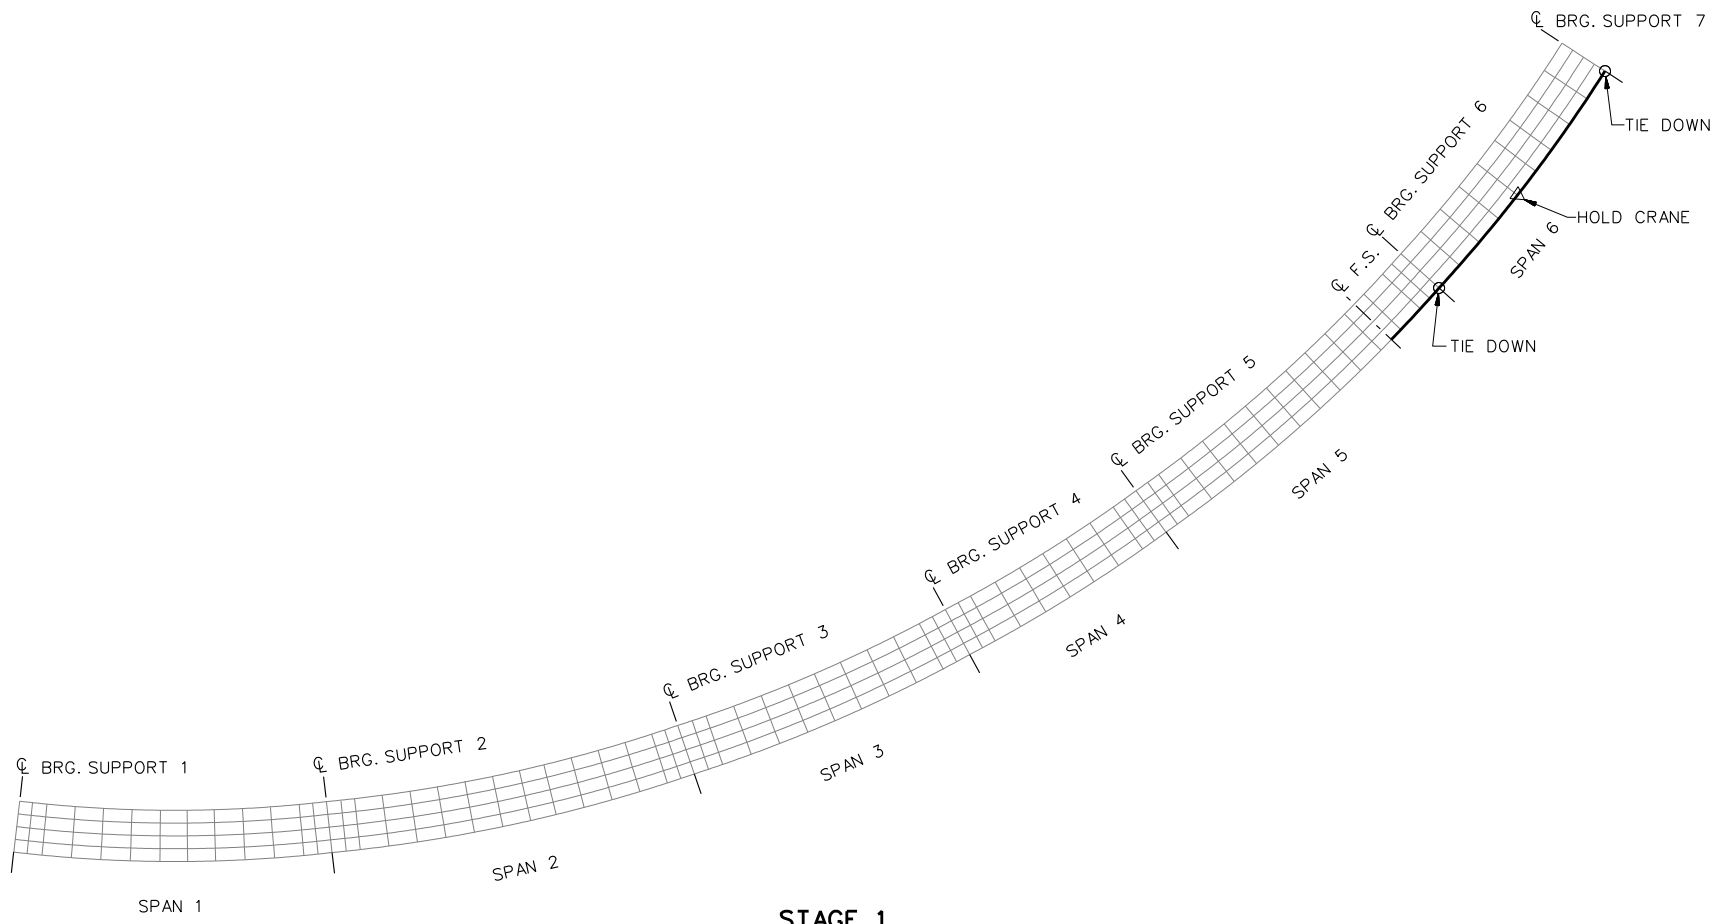 ℄ BRG. SUPPORT 7
TIE DOWN
℄ BRG. SUPPORT 6
HOLD CRANE
SPAN 6
℄ F.S.
TIE DOWN
℄ BRG. SUPPORT 5
SPAN 5
℄ BRG. SUPPORT 4
SPAN 4
℄ BRG. SUPPORT 3
SPAN 3
℄ BRG. SUPPORT 2
℄ BRG. SUPPORT 1
SPAN 2
SPAN 1
STAGE 1